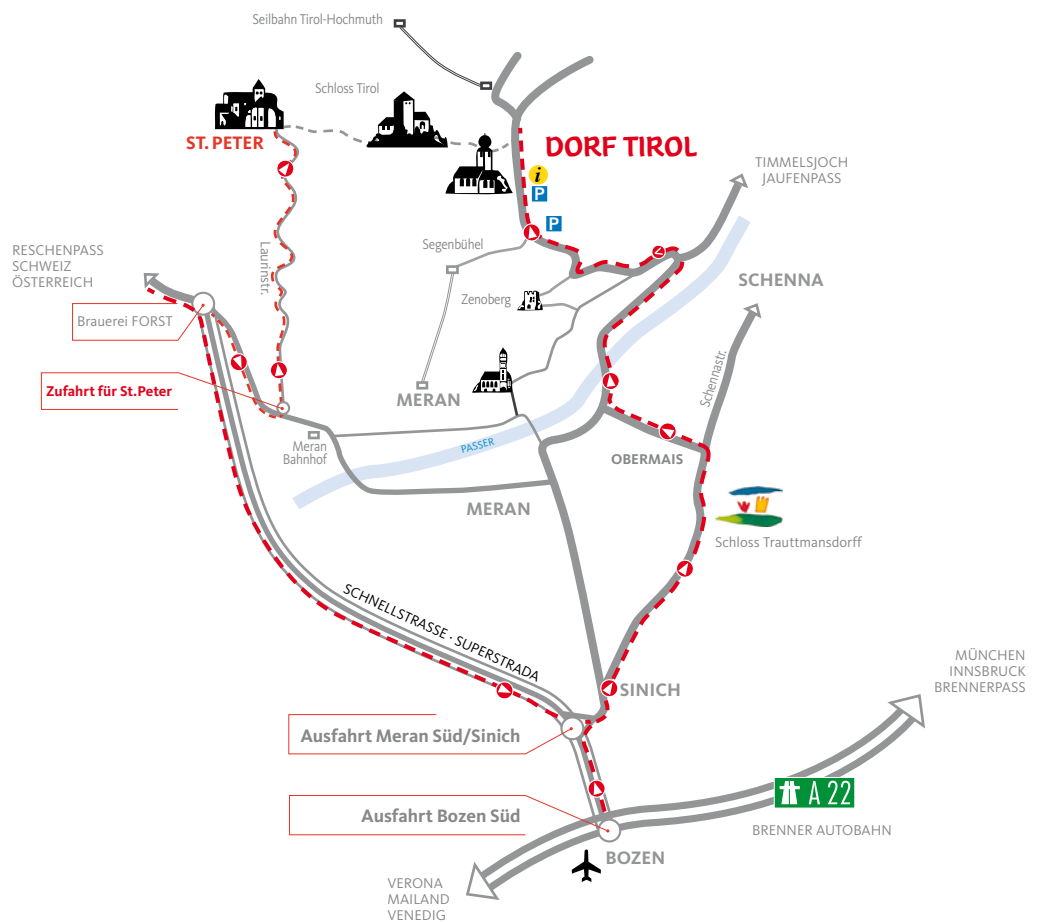 Seilbahn Tirol-Hochmuth
Schloss Tirol
ST. PETER
DORF TIROL
i
P
P
TIMMELSJOCH
JAUFENPASS
Segenbühel
Laurinstr.
RESCHENPASS
SCHWEIZ
ÖSTERREICH
SCHENNA
Zenoberg
Brauerei FORST
Zufahrt für St.Peter
MERAN
Schennastr.
Meran
Bahnhof
PASSER
OBERMAIS
MERAN
Schloss Trauttmansdorff
SCHNELLSTRASSE · SUPERSTRADA
MÜNCHEN
INNSBRUCK
BRENNERPASS
SINICH
Ausfahrt Meran Süd/Sinich
A 22
Ausfahrt Bozen Süd
BRENNER AUTOBAHN
BOZEN
VERONA
MAILAND
VENEDIG